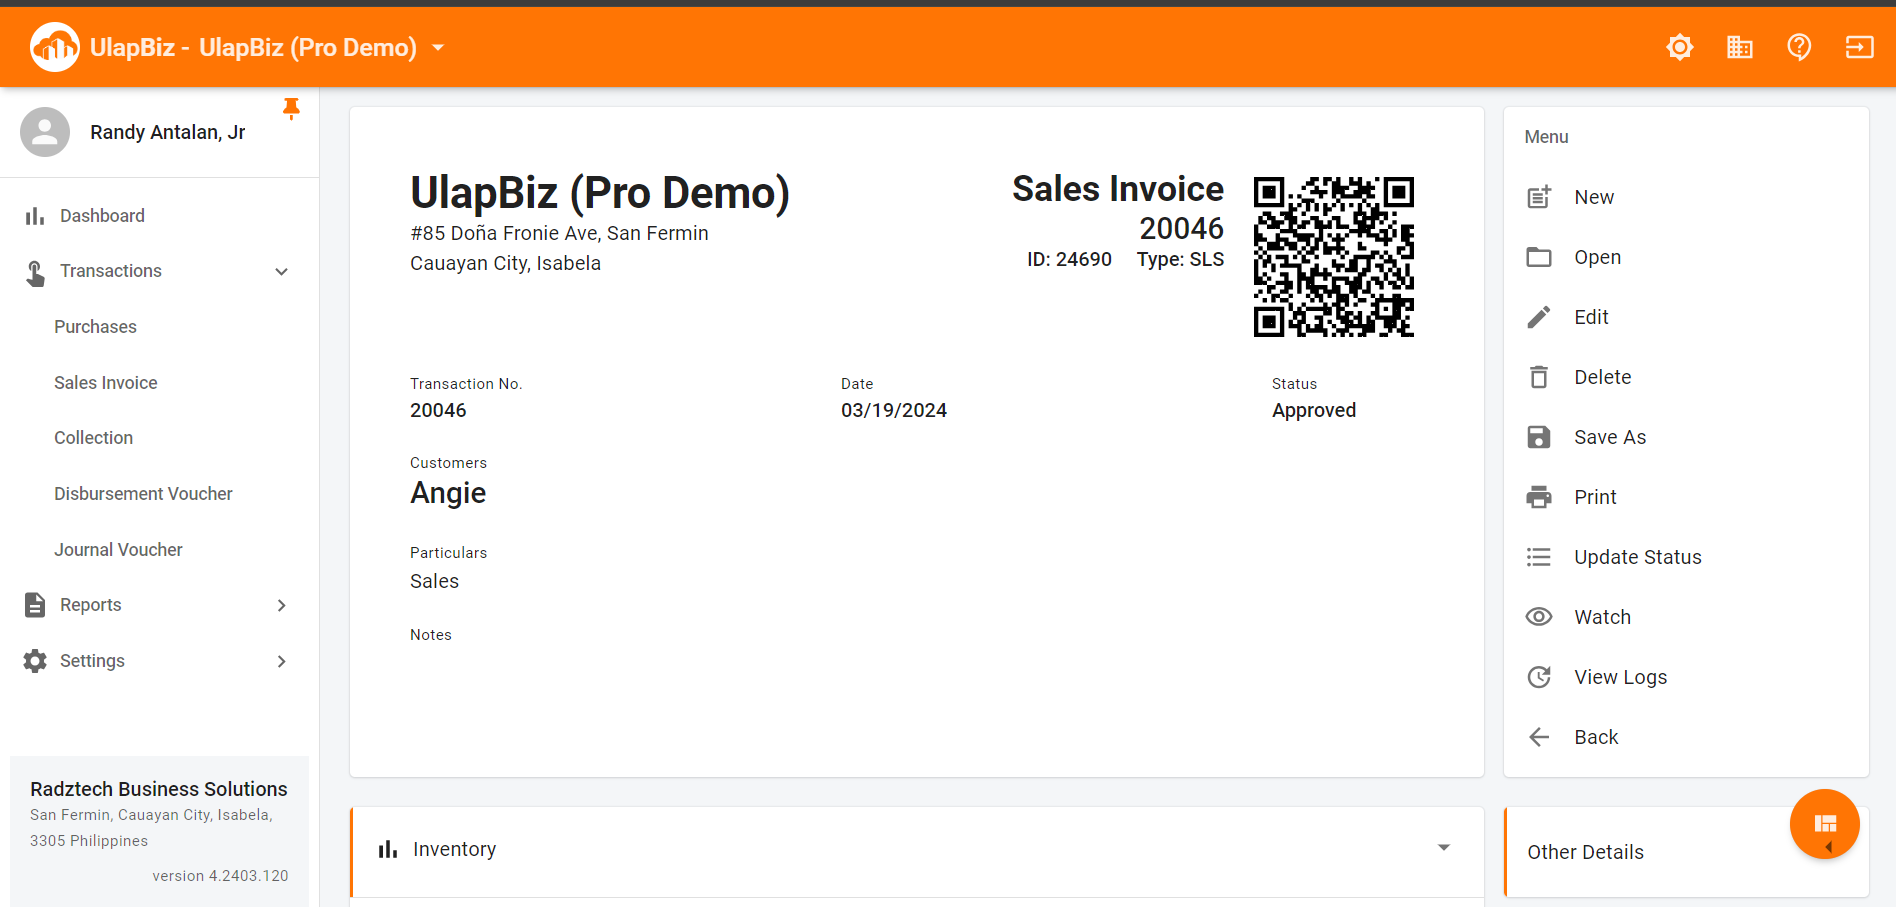 UlapBiz - UlapBiz (Pro Demo)
Randy Antalan, Jr
Dashboard
Transactions
Purchases
Sales Invoice
Collection
Disbursement Voucher
Journal Voucher
Reports
Settings
Radztech Business Solutions
San Fermin, Cauayan City, Isabela,
3305 Philippines
version 4.2403.120
UlapBiz (Pro Demo)
#85 Doña Fronie Ave, San Fermin
Cauayan City, Isabela
Sales Invoice
20046
ID: 24690 Type: SLS
Transaction No.
20046
Date
03/19/2024
Status
Approved
Customers
Angie
Particulars
Sales
Notes
Inventory
Menu
New
Open
Edit
Delete
Save As
Print
Update Status
Watch
View Logs
Back
Other Details